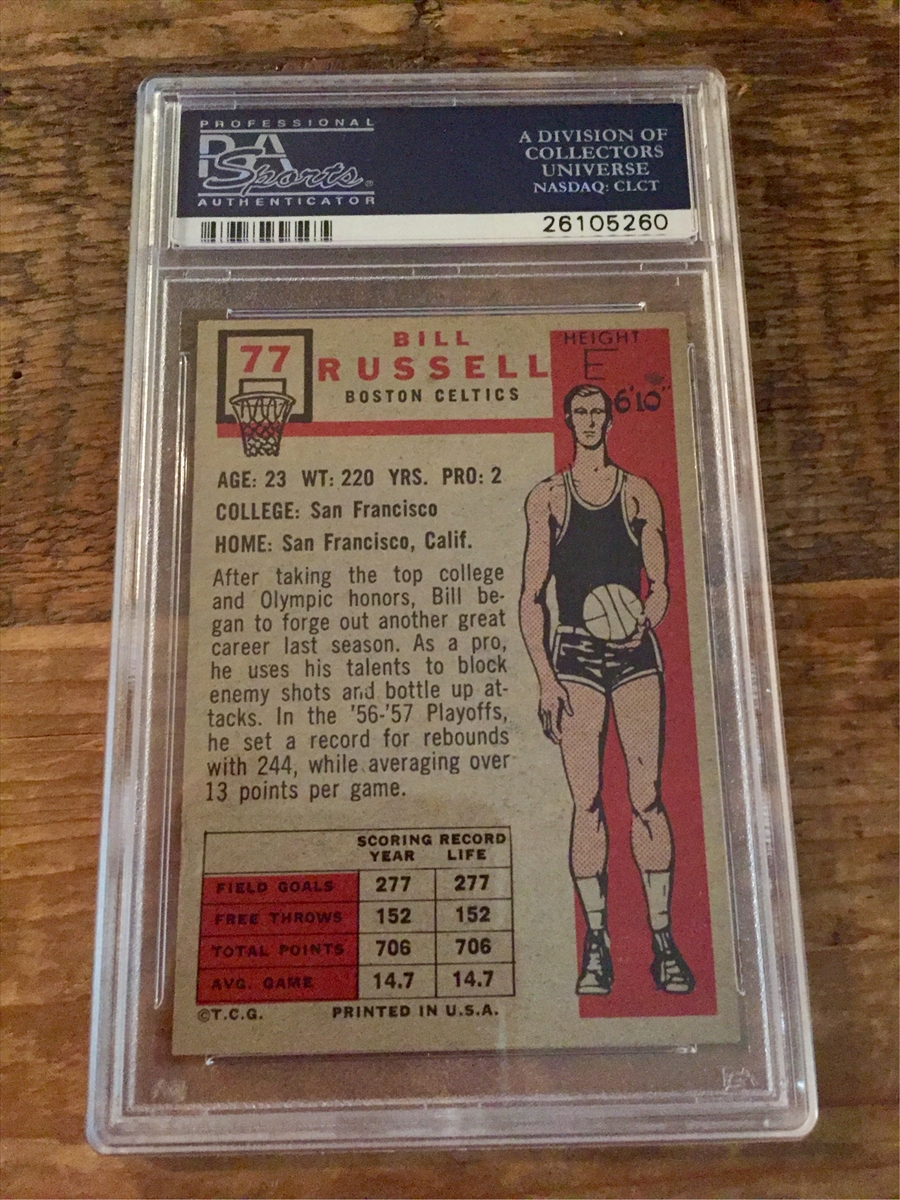 PROFESSIONAL
PSA
Sports®
AUTHENTICATOR
A DIVISION OF
COLLECTORS
UNIVERSE
NASDAQ: CLCT
26105260
77
BILL
RUSSELL
BOSTON CELTICS
HEIGHT
E
6'10"
AGE: 23 WT: 220 YRS. PRO: 2
COLLEGE: San Francisco
HOME: San Francisco, Calif.
After taking the top college
and Olympic honors, Bill be-
gan to forge out another great
career last season. As a pro,
he uses his talents to block
enemy shots and bottle up at-
tacks. In the '56-'57 Playoffs,
he set a record for rebounds
with 244, while averaging over
13 points per game.
SCORING RECORD
YEAR LIFE
FIELD GOALS 277 277
FREE THROWS 152 152
TOTAL POINTS 706 706
AVG. GAME 14.7 14.7
©T.C.G. PRINTED IN U.S.A.